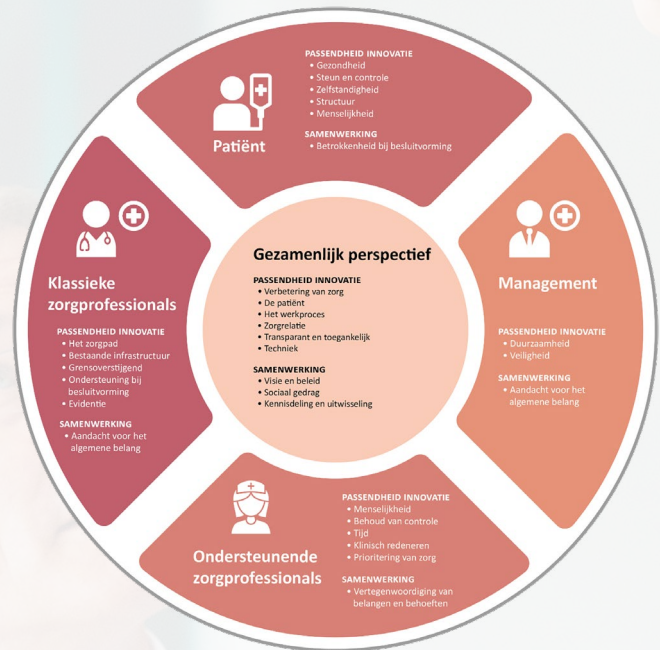 Patiënt
PASSENDHEID INNOVATIE
• Gezondheid
• Steun en controle
• Zelfstandigheid
• Structuur
• Menselijkheid
SAMENWERKING
• Betrokkenheid bij besluitvorming
Klassieke
zorgprofessionals
PASSENDHEID INNOVATIE
• Het zorgpad
• Bestaande infrastructuur
• Grensoverstijgend
• Ondersteuning bij
besluitvorming
• Evidentie
SAMENWERKING
• Aandacht voor het
algemene belang
Gezamenlijk perspectief
PASSENDHEID INNOVATIE
• Verbetering van zorg
• De patiënt
• Het werkproces
• Zorgrelatie
• Transparant en toegankelijk
• Techniek
SAMENWERKING
• Visie en beleid
• Sociaal gedrag
• Kennisdeling en uitwisseling
Management
PASSENDHEID INNOVATIE
• Duurzaamheid
• Veiligheid
SAMENWERKING
• Aandacht voor het
algemene belang
Ondersteunende
zorgprofessionals
PASSENDHEID INNOVATIE
• Menselijkheid
• Behoud van controle
• Tijd
• Klinisch redeneren
• Prioritering van zorg
SAMENWERKING
• Vertegenwoordiging van
belangen en behoeften